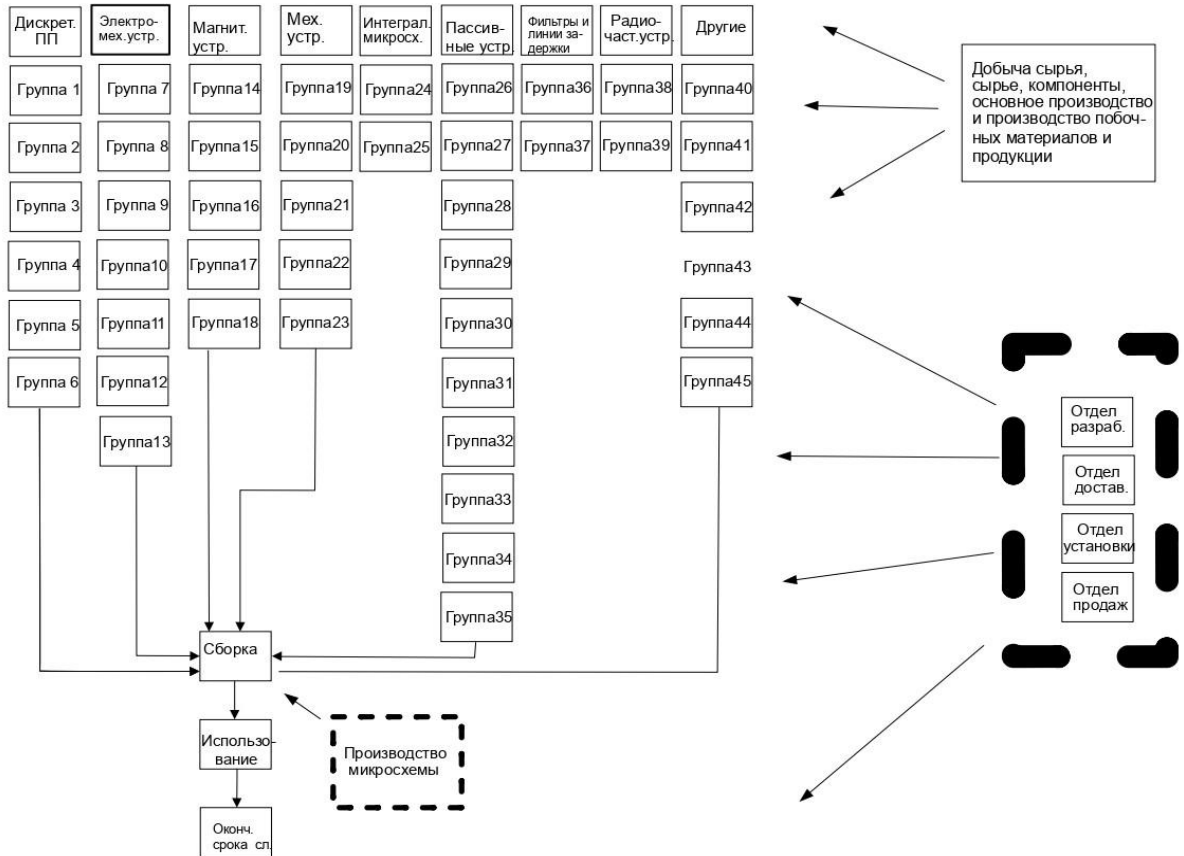 Дискрет.
ПП
Электро-
мех.устр.
Магнит.
устр.
Мех.
устр.
Интеграл.
микросх.
Пассив-
ные устр.
Фильтры и
линии за-
держки
Радио-
част.устр.
Другие
Группа 1
Группа 7
Группа14
Группа19
Группа24
Группа26
Группа36
Группа38
Группа40
Группа 2
Группа 8
Группа15
Группа20
Группа25
Группа27
Группа37
Группа39
Группа41
Группа 3
Группа 9
Группа16
Группа21
Группа28
Группа42
Группа 4
Группа10
Группа17
Группа22
Группа29
Группа43
Группа 5
Группа11
Группа18
Группа23
Группа30
Группа44
Группа 6
Группа12
Группа31
Группа45
Группа13
Группа32
Группа33
Группа34
Группа35
Добыча сырья,
сырье, компоненты,
основное производство
и производство побоч-
ных материалов и
продукции
Отдел
разраб.
Отдел
достав.
Отдел
установки
Отдел
продаж
Сборка
Использо-
вание
Производство
микросхемы
Оконч.
срока сл.